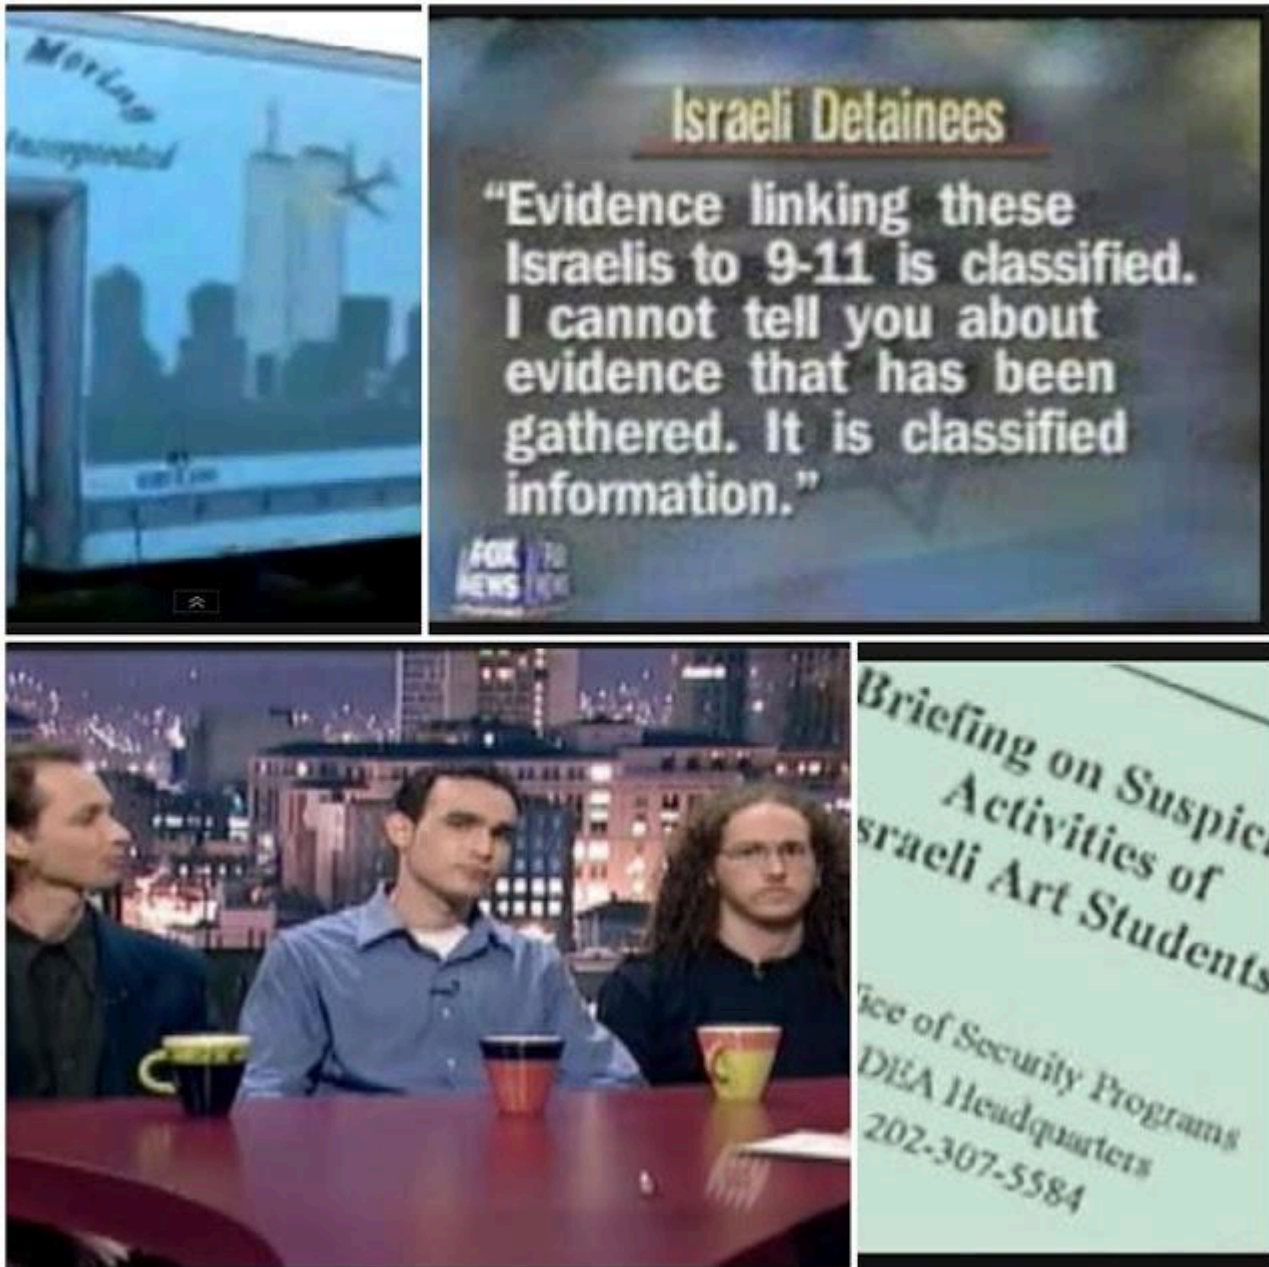 Moving
Incorporated
Israeli Detainees
“Evidence linking these
Israelis to 9-11 is classified.
I cannot tell you about
evidence that has been
gathered. It is classified
information.”
FOX
NEWS
Briefing on Suspici
Activities of
sraeli Art Students
ice of Security Programs
DEA Headquarters
202-307-5584